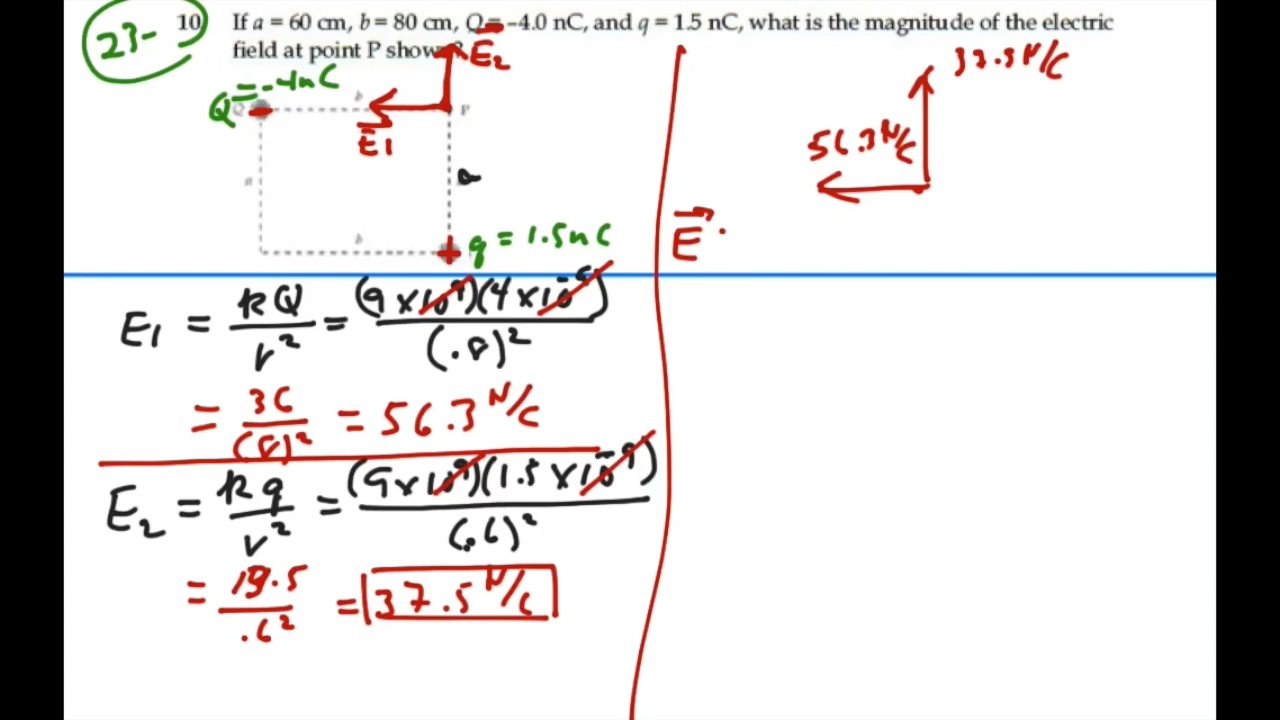 23-
10. If a = 60 cm, b = 80 cm, Q = –4.0 nC, and q = 1.5 nC, what is the magnitude of the electric
field at point P shown?
E2
Q = -4nC
b
P
E1
a
a
b
q = 1.5nC
E1 = kQ/r² = (9×10⁹)(4×10⁻⁹)/(.8)²
= 36/(.8)² = 56.3 N/C
E2 = kq/r² = (9×10⁹)(1.5×10⁻⁹)/(.6)²
= 13.5/.6² = 37.5 N/C
37.5 N/C
56.3 N/C
E